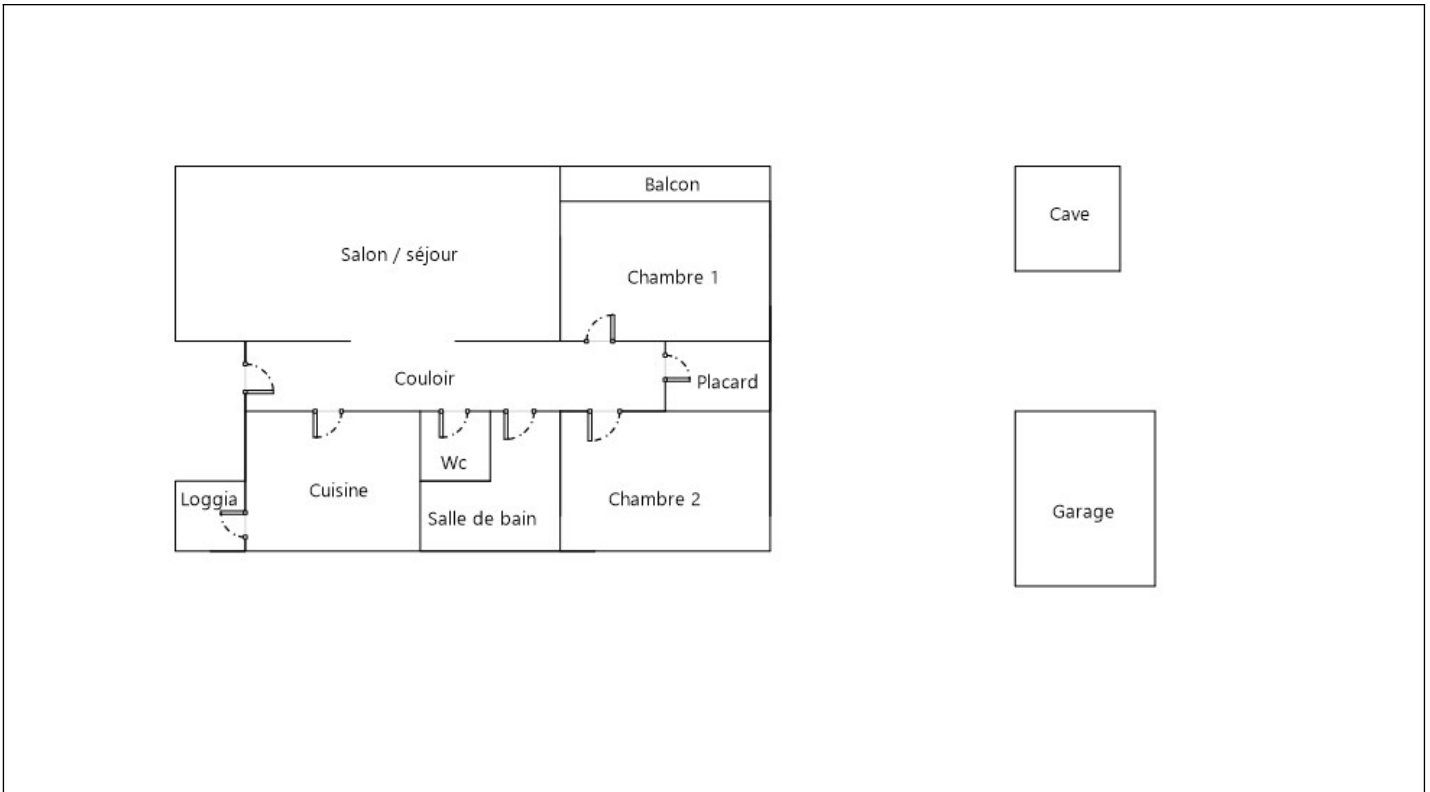 Balcon
Cave
Salon / séjour
Chambre 1
Couloir
Placard
Wc
Cuisine
Loggia
Chambre 2
Salle de bain
Garage